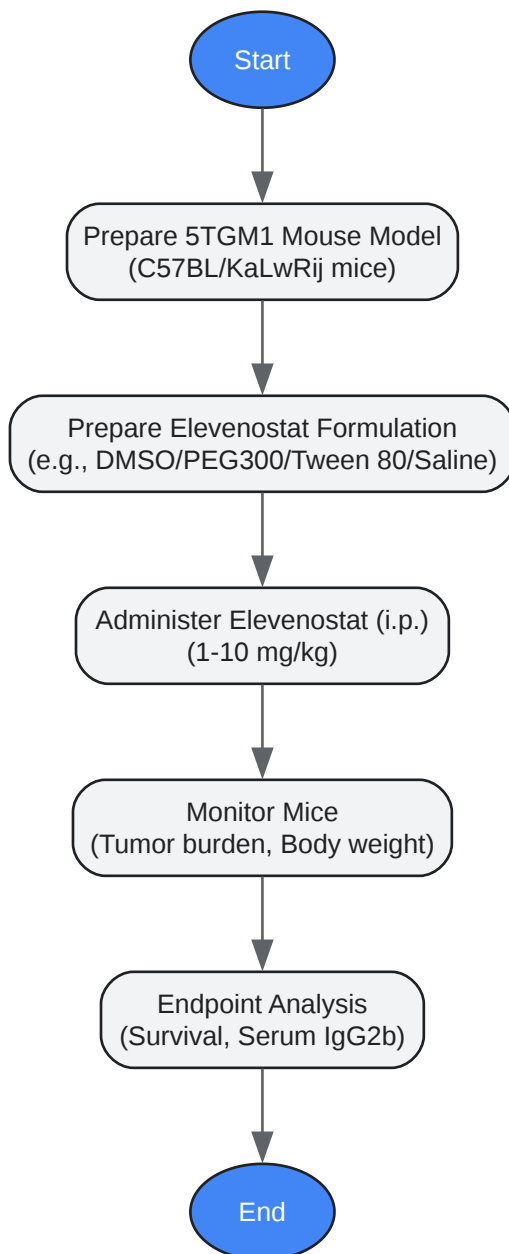 Start
Prepare 5TGM1 Mouse Model
(C57BL/KaLwRij mice)
Prepare Elevenostat Formulation
(e.g., DMSO/PEG300/Tween 80/Saline)
Administer Elevenostat (i.p.)
(1-10 mg/kg)
Monitor Mice
(Tumor burden, Body weight)
Endpoint Analysis
(Survival, Serum IgG2b)
End